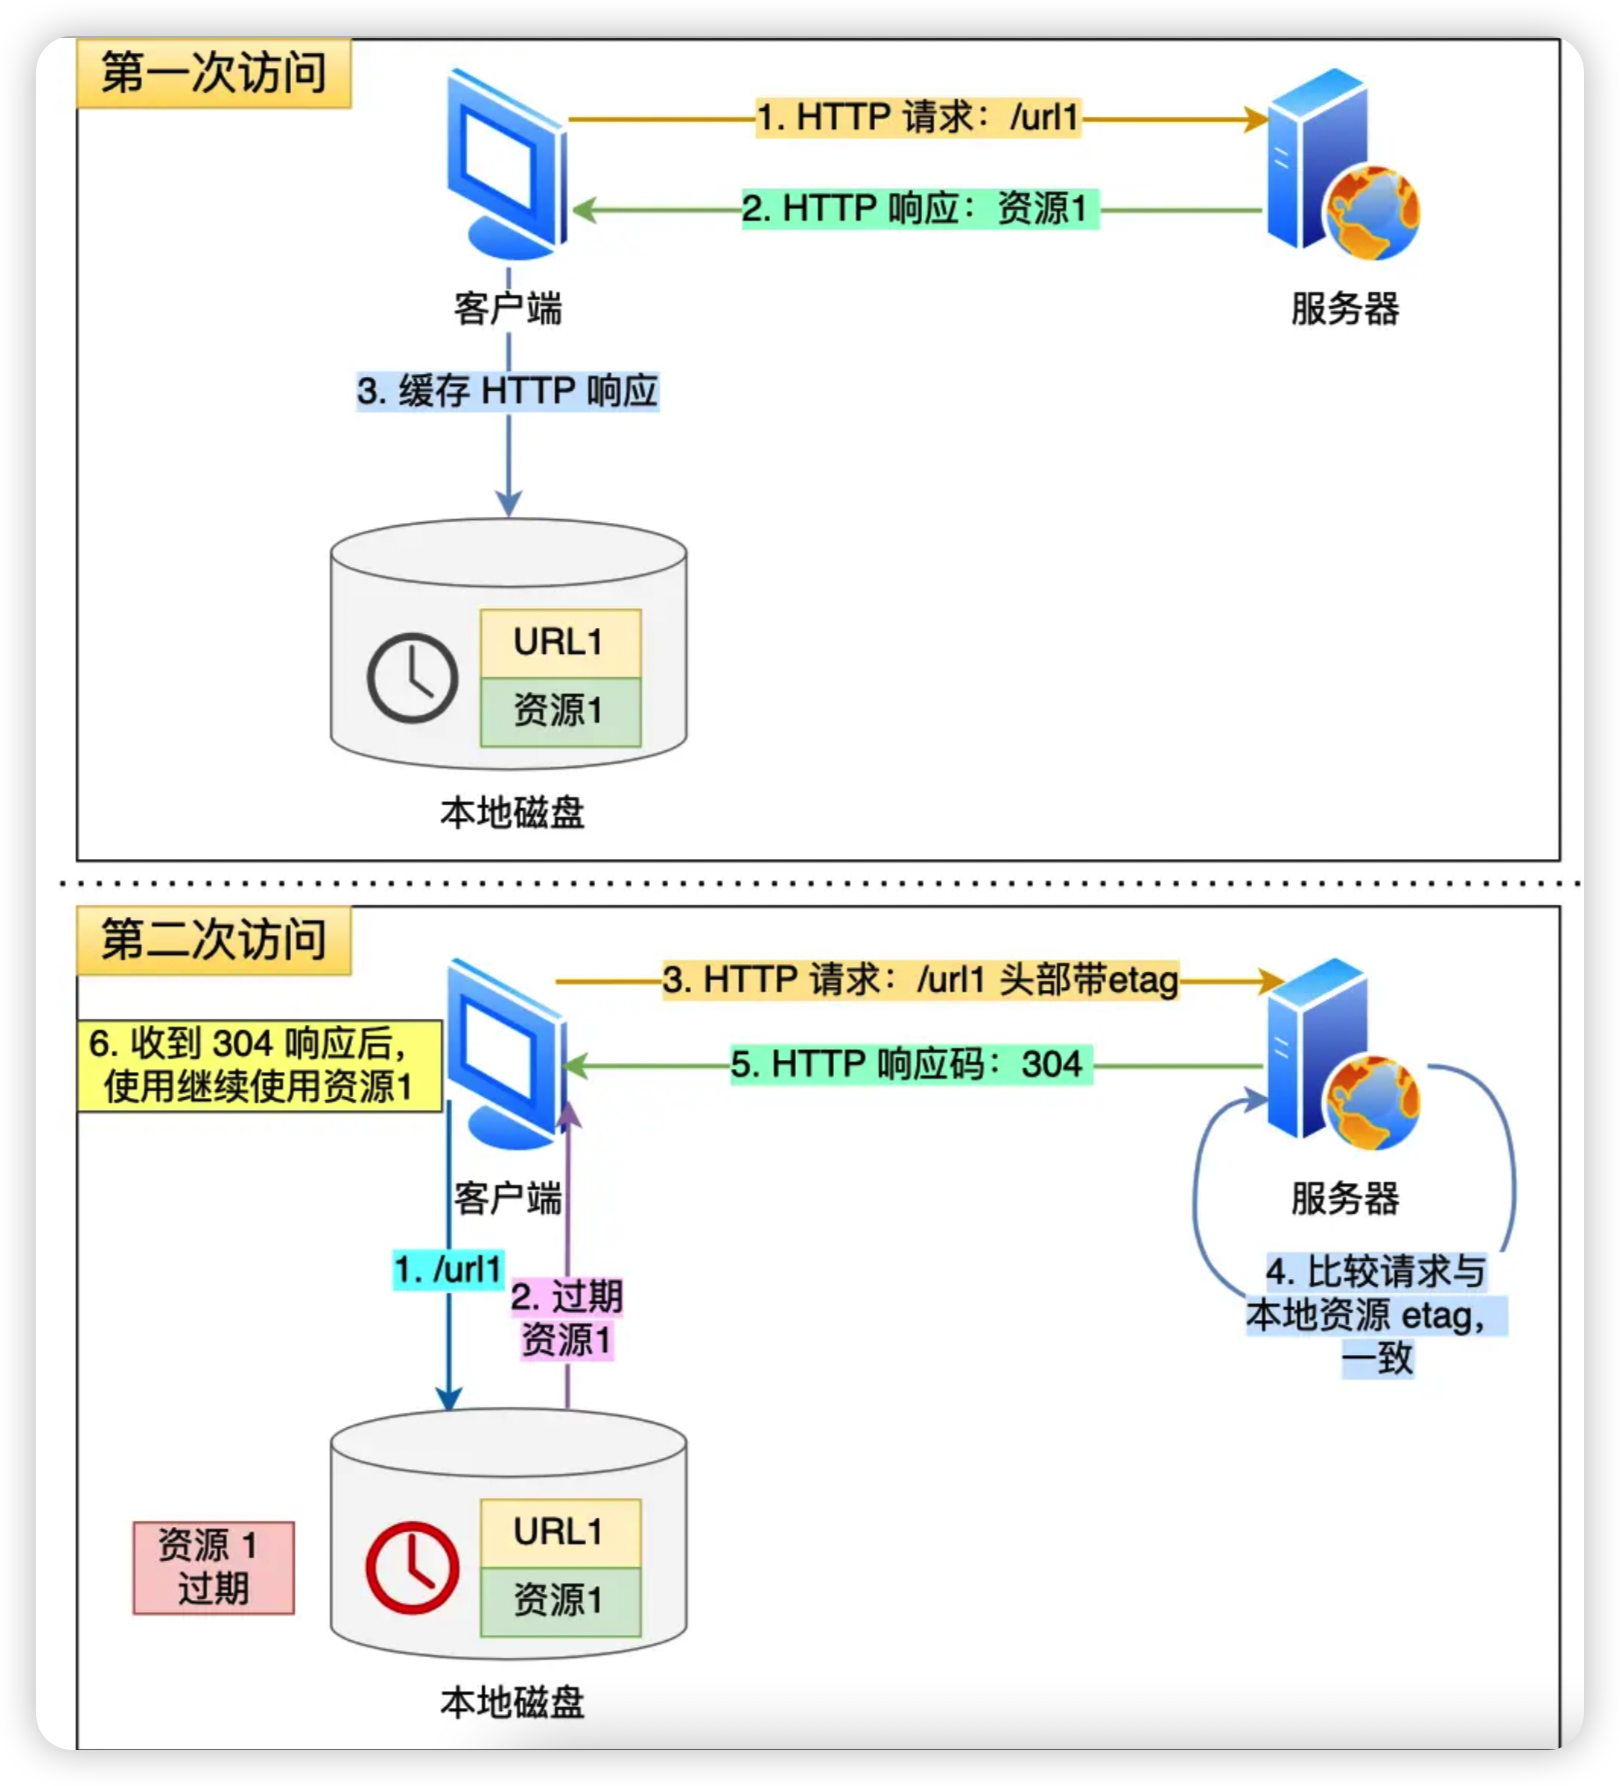 第一次访问
1. HTTP 请求：/url1
2. HTTP 响应：资源1
客户端
服务器
3. 缓存 HTTP 响应
URL1
资源1
本地磁盘
第二次访问
3. HTTP 请求：/url1 头部带etag
6. 收到 304 响应后，
使用继续使用资源1
5. HTTP 响应码：304
客户端
服务器
1. /url1
2. 过期
资源1
4. 比较请求与
本地资源 etag，
一致
URL1
资源1
资源 1
过期
本地磁盘